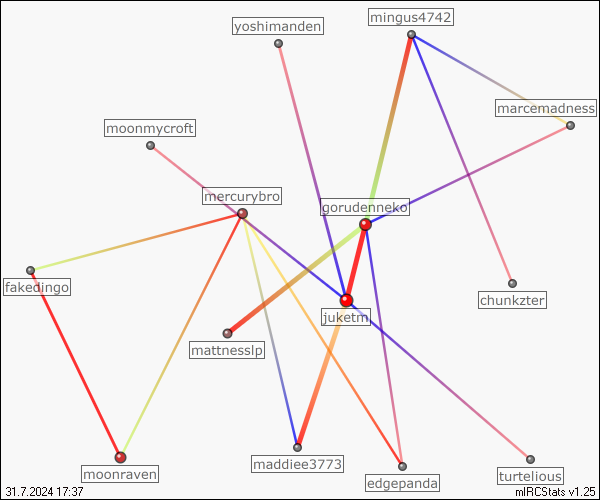 mingus4742
yoshimanden
marcemadness
moonmycroft
mercurybro
gorudenneko
fakedingo
chunkzter
juketm
mattnesslp
maddiee3773
moonraven
edgepanda
turtelious
31.7.2024 17:37
mIRCStats v1.25